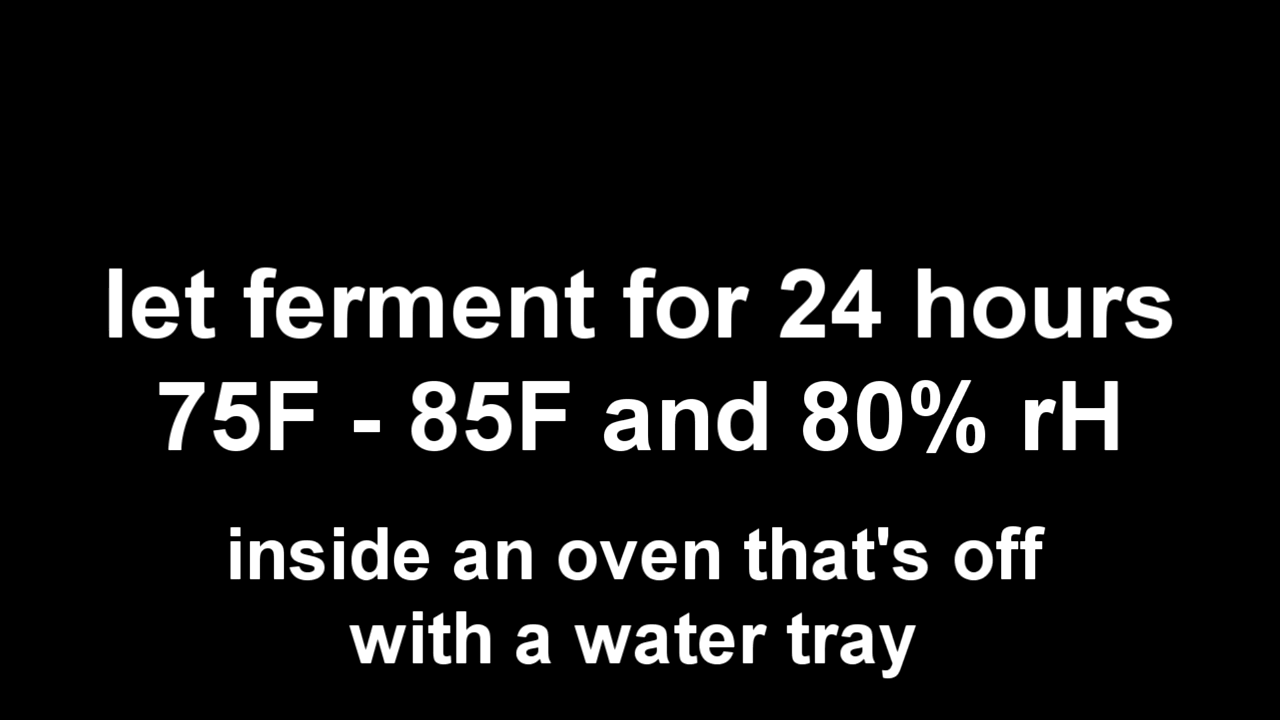 let ferment for 24 hours
75F - 85F and 80% rH
inside an oven that's off
with a water tray